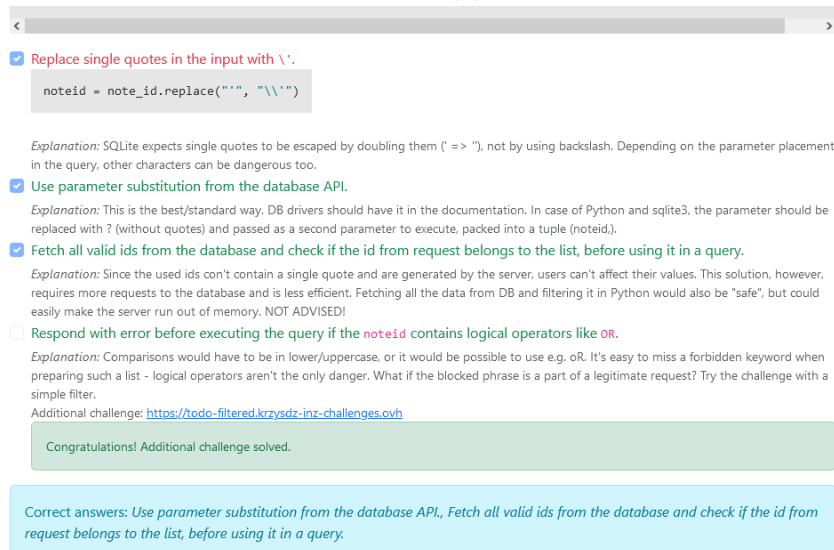 Replace single quotes in the input with \'.
noteid = note_id.replace("'", "\\'")
Explanation: SQLite expects single quotes to be escaped by doubling them (' => ''), not by using backslash. Depending on the parameter placement
in the query, other characters can be dangerous too.
Use parameter substitution from the database API.
Explanation: This is the best/standard way. DB drivers should have it in the documentation. In case of Python and sqlite3, the parameter should be
replaced with ? (without quotes) and passed as a second parameter to execute, packed into a tuple (noteid,).
Fetch all valid ids from the database and check if the id from request belongs to the list, before using it in a query.
Explanation: Since the used ids con't contain a single quote and are generated by the server, users can't affect their values. This solution, however,
requires more requests to the database and is less efficient. Fetching all the data from DB and filtering it in Python would also be "safe", but could
easily make the server run out of memory. NOT ADVISED!
Respond with error before executing the query if the noteid contains logical operators like OR.
Explanation: Comparisons would have to be in lower/uppercase, or it would be possible to use e.g. oR. It's easy to miss a forbidden keyword when
preparing such a list - logical operators aren't the only danger. What if the blocked phrase is a part of a legitimate request? Try the challenge with a
simple filter.
Additional challenge: https://todo-filtered.krzysdz-inz-challenges.ovh
Congratulations! Additional challenge solved.
Correct answers: Use parameter substitution from the database API., Fetch all valid ids from the database and check if the id from
request belongs to the list, before using it in a query.